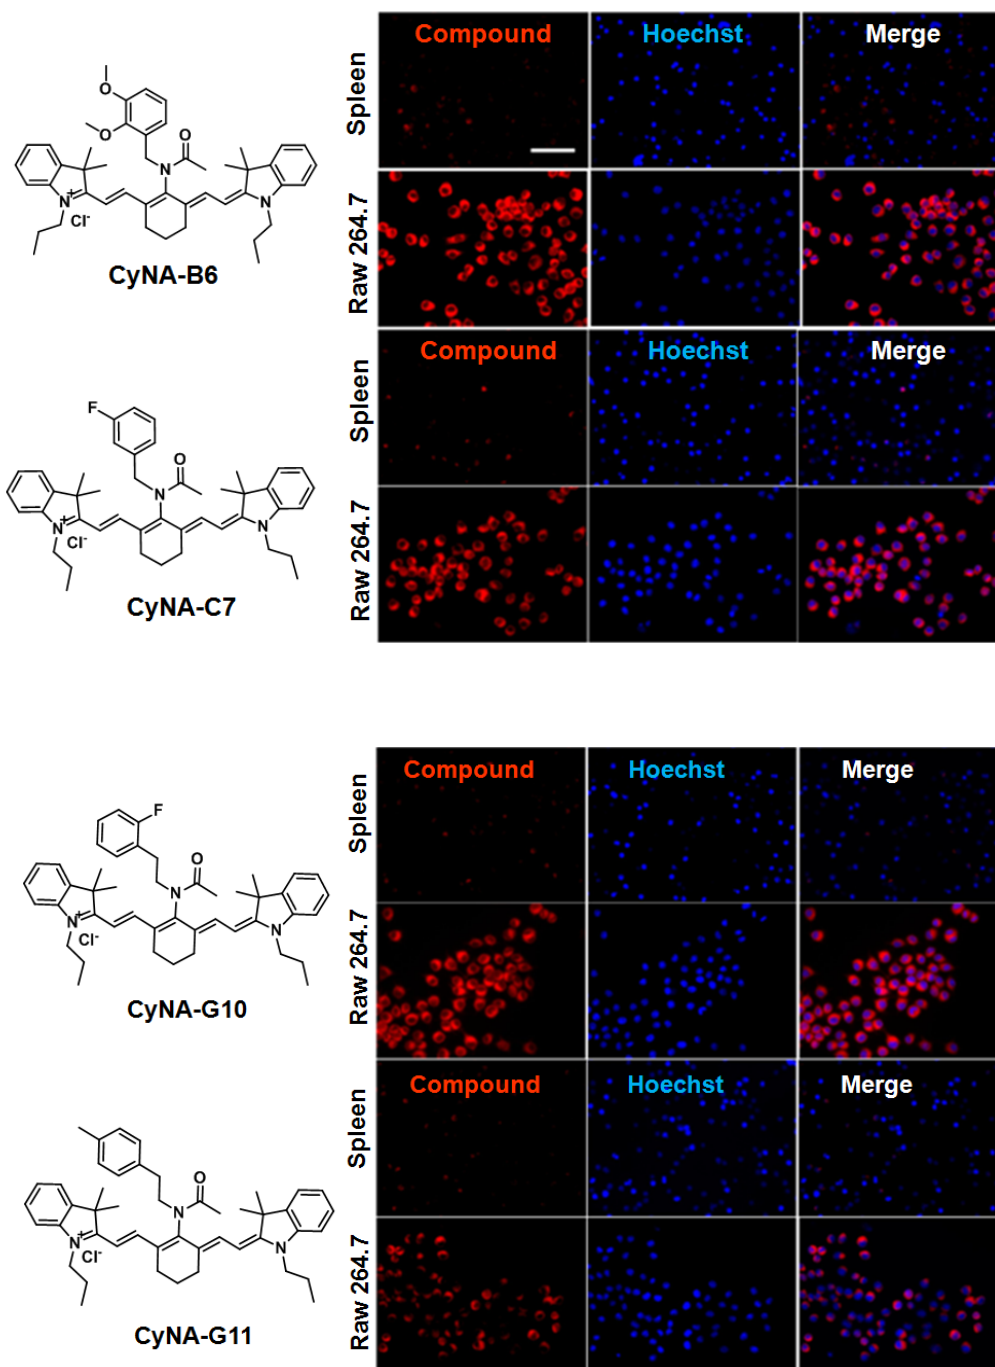 Compound Hoechst Merge
Spleen
Raw 264.7
O
O
O
N
N+
Cl-
N
CyNA-B6
Compound Hoechst Merge
Spleen
Raw 264.7
F
O
N
N+
Cl-
N
CyNA-C7
Compound Hoechst Merge
Spleen
Raw 264.7
F
O
N
N+
Cl-
N
CyNA-G10
Compound Hoechst Merge
Spleen
Raw 264.7
O
N
N+
Cl-
N
CyNA-G11